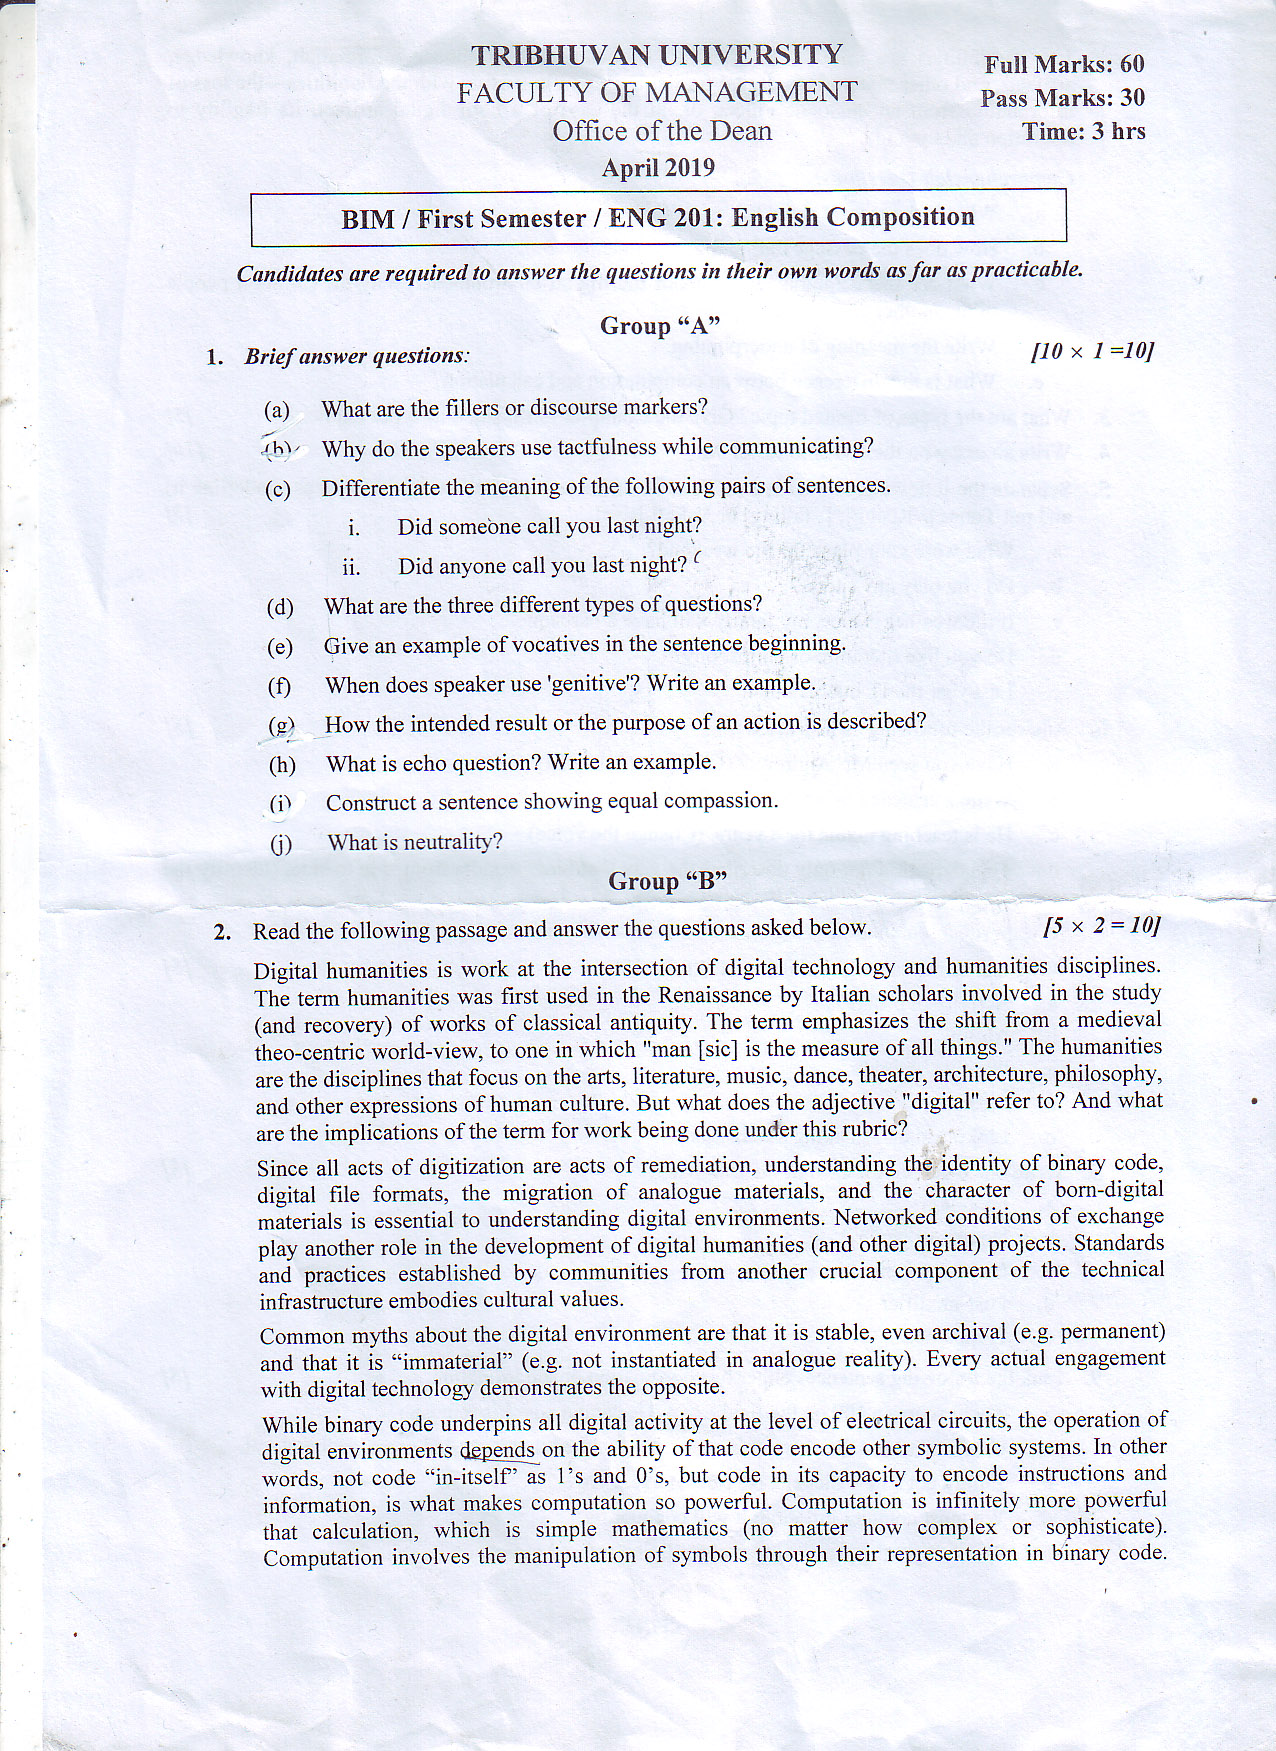 TRIBHUVAN UNIVERSITY
FACULTY OF MANAGEMENT
Office of the Dean
April 2019
Full Marks: 60
Pass Marks: 30
Time: 3 hrs
BIM / First Semester / ENG 201: English Composition
Candidates are required to answer the questions in their own words as far as practicable.
Group “A”
1. Brief answer questions: [10 × 1 =10]
(a) What are the fillers or discourse markers?
(b) Why do the speakers use tactfulness while communicating?
(c) Differentiate the meaning of the following pairs of sentences.
i. Did someone call you last night?
ii. Did anyone call you last night?
(d) What are the three different types of questions?
(e) Give an example of vocatives in the sentence beginning.
(f) When does speaker use 'genitive'? Write an example.
(g) How the intended result or the purpose of an action is described?
(h) What is echo question? Write an example.
(i) Construct a sentence showing equal compassion.
(j) What is neutrality?
Group “B”
2. Read the following passage and answer the questions asked below. [5 × 2 = 10]
Digital humanities is work at the intersection of digital technology and humanities disciplines.
The term humanities was first used in the Renaissance by Italian scholars involved in the study
(and recovery) of works of classical antiquity. The term emphasizes the shift from a medieval
theo-centric world-view, to one in which "man [sic] is the measure of all things." The humanities
are the disciplines that focus on the arts, literature, music, dance, theater, architecture, philosophy,
and other expressions of human culture. But what does the adjective "digital" refer to? And what
are the implications of the term for work being done under this rubric?
Since all acts of digitization are acts of remediation, understanding the identity of binary code,
digital file formats, the migration of analogue materials, and the character of born-digital
materials is essential to understanding digital environments. Networked conditions of exchange
play another role in the development of digital humanities (and other digital) projects. Standards
and practices established by communities from another crucial component of the technical
infrastructure embodies cultural values.
Common myths about the digital environment are that it is stable, even archival (e.g. permanent)
and that it is “immaterial” (e.g. not instantiated in analogue reality). Every actual engagement
with digital technology demonstrates the opposite.
While binary code underpins all digital activity at the level of electrical circuits, the operation of
digital environments depends on the ability of that code encode other symbolic systems. In other
words, not code “in-itself” as 1’s and 0’s, but code in its capacity to encode instructions and
information, is what makes computation so powerful. Computation is infinitely more powerful
that calculation, which is simple mathematics (no matter how complex or sophisticate).
Computation involves the manipulation of symbols through their representation in binary code.